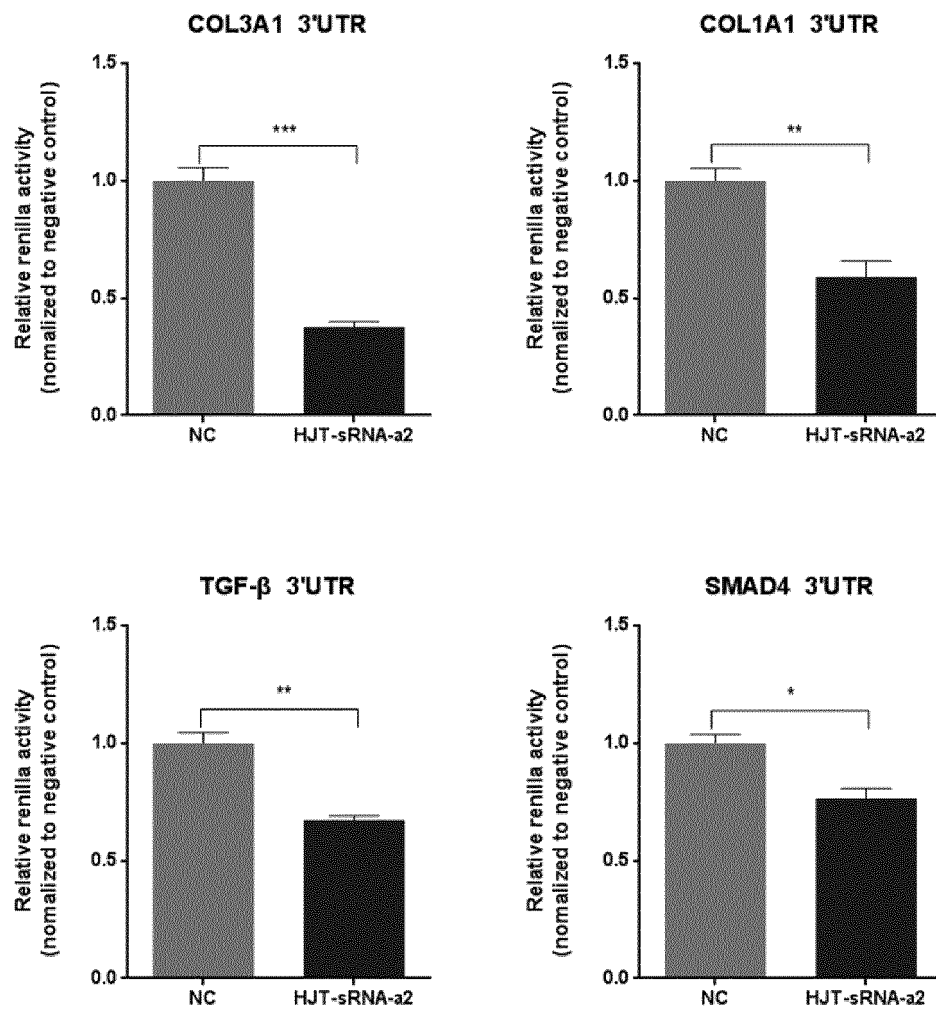 COL3A1 3'UTR
Relative renilla activity
(nomalized to negative control)
1.5
1.0
0.5
0.0
***
NC
HJT-sRNA-a2
COL1A1 3'UTR
Relative renilla activity
(nomalized to negative control)
1.5
1.0
0.5
0.0
**
NC
HJT-sRNA-a2
TGF-β 3'UTR
Relative renilla activity
(nomalized to negative control)
1.5
1.0
0.5
0.0
**
NC
HJT-sRNA-a2
SMAD4 3'UTR
Relative renilla activity
(nomalized to negative control)
1.5
1.0
0.5
0.0
*
NC
HJT-sRNA-a2